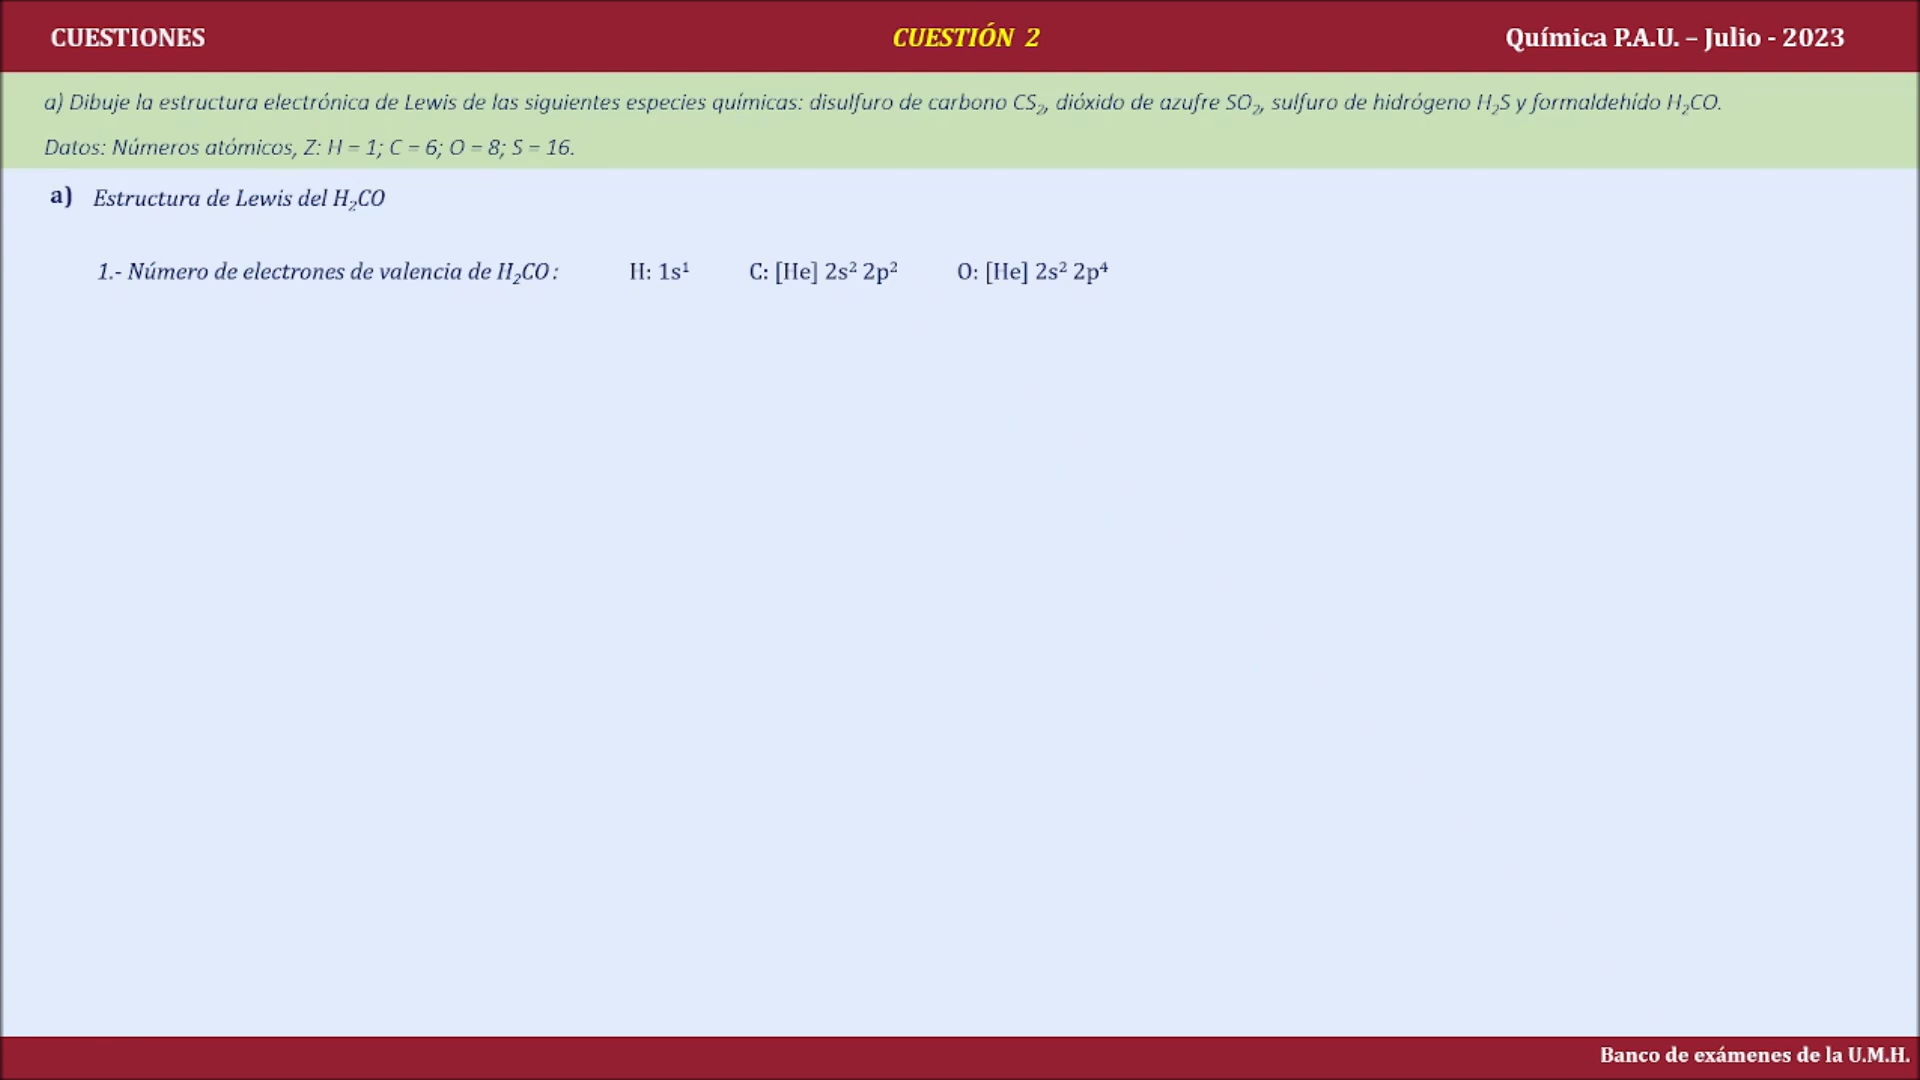 CUESTIONES
CUESTIÓN 2
Química P.A.U. – Julio - 2023
a) Dibuje la estructura electrónica de Lewis de las siguientes especies químicas: disulfuro de carbono CS₂, dióxido de azufre SO₂, sulfuro de hidrógeno H₂S y formaldehído H₂CO.
Datos: Números atómicos, Z: H = 1; C = 6; O = 8; S = 16.
a) Estructura de Lewis del H₂CO
1.- Número de electrones de valencia de H₂CO : H: 1s¹ C: [He] 2s² 2p² O: [He] 2s² 2p⁴
Banco de exámenes de la U.M.H.